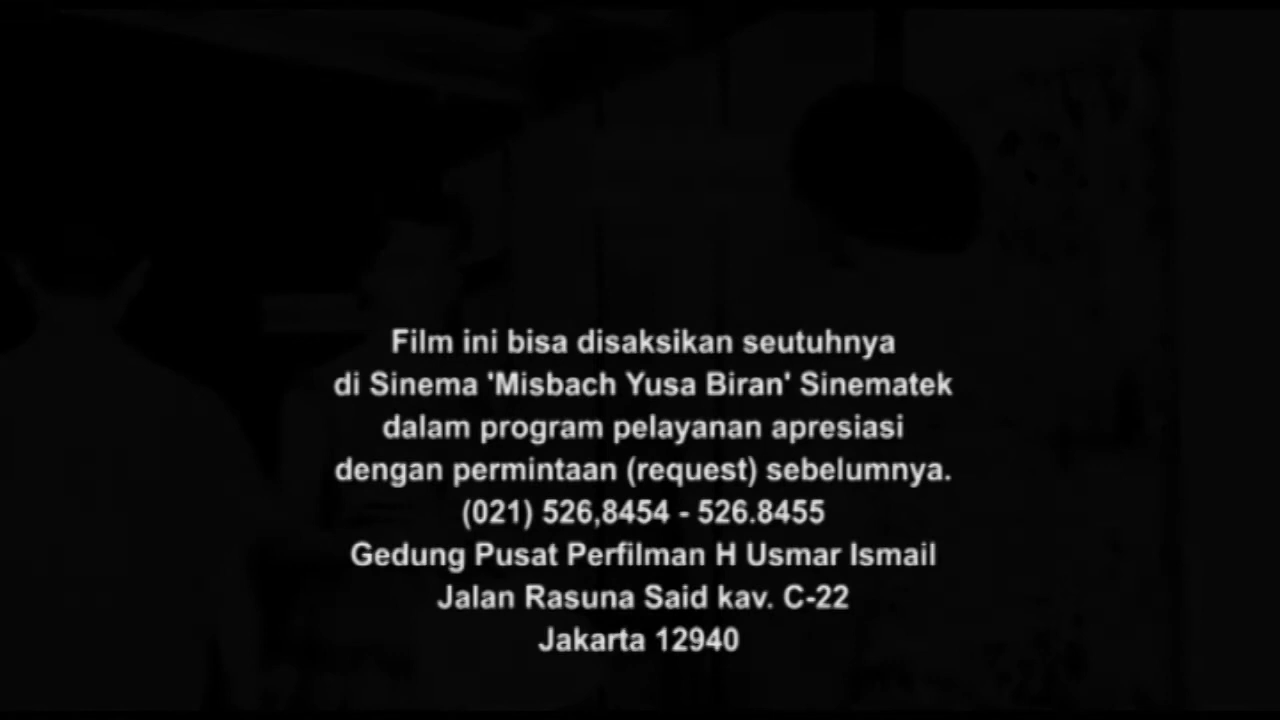 Film ini bisa disaksikan seutuhnya
di Sinema 'Misbach Yusa Biran' Sinematek
dalam program pelayanan apresiasi
dengan permintaan (request) sebelumnya.
(021) 526,8454 - 526.8455
Gedung Pusat Perfilman H Usmar Ismail
Jalan Rasuna Said kav. C-22
Jakarta 12940